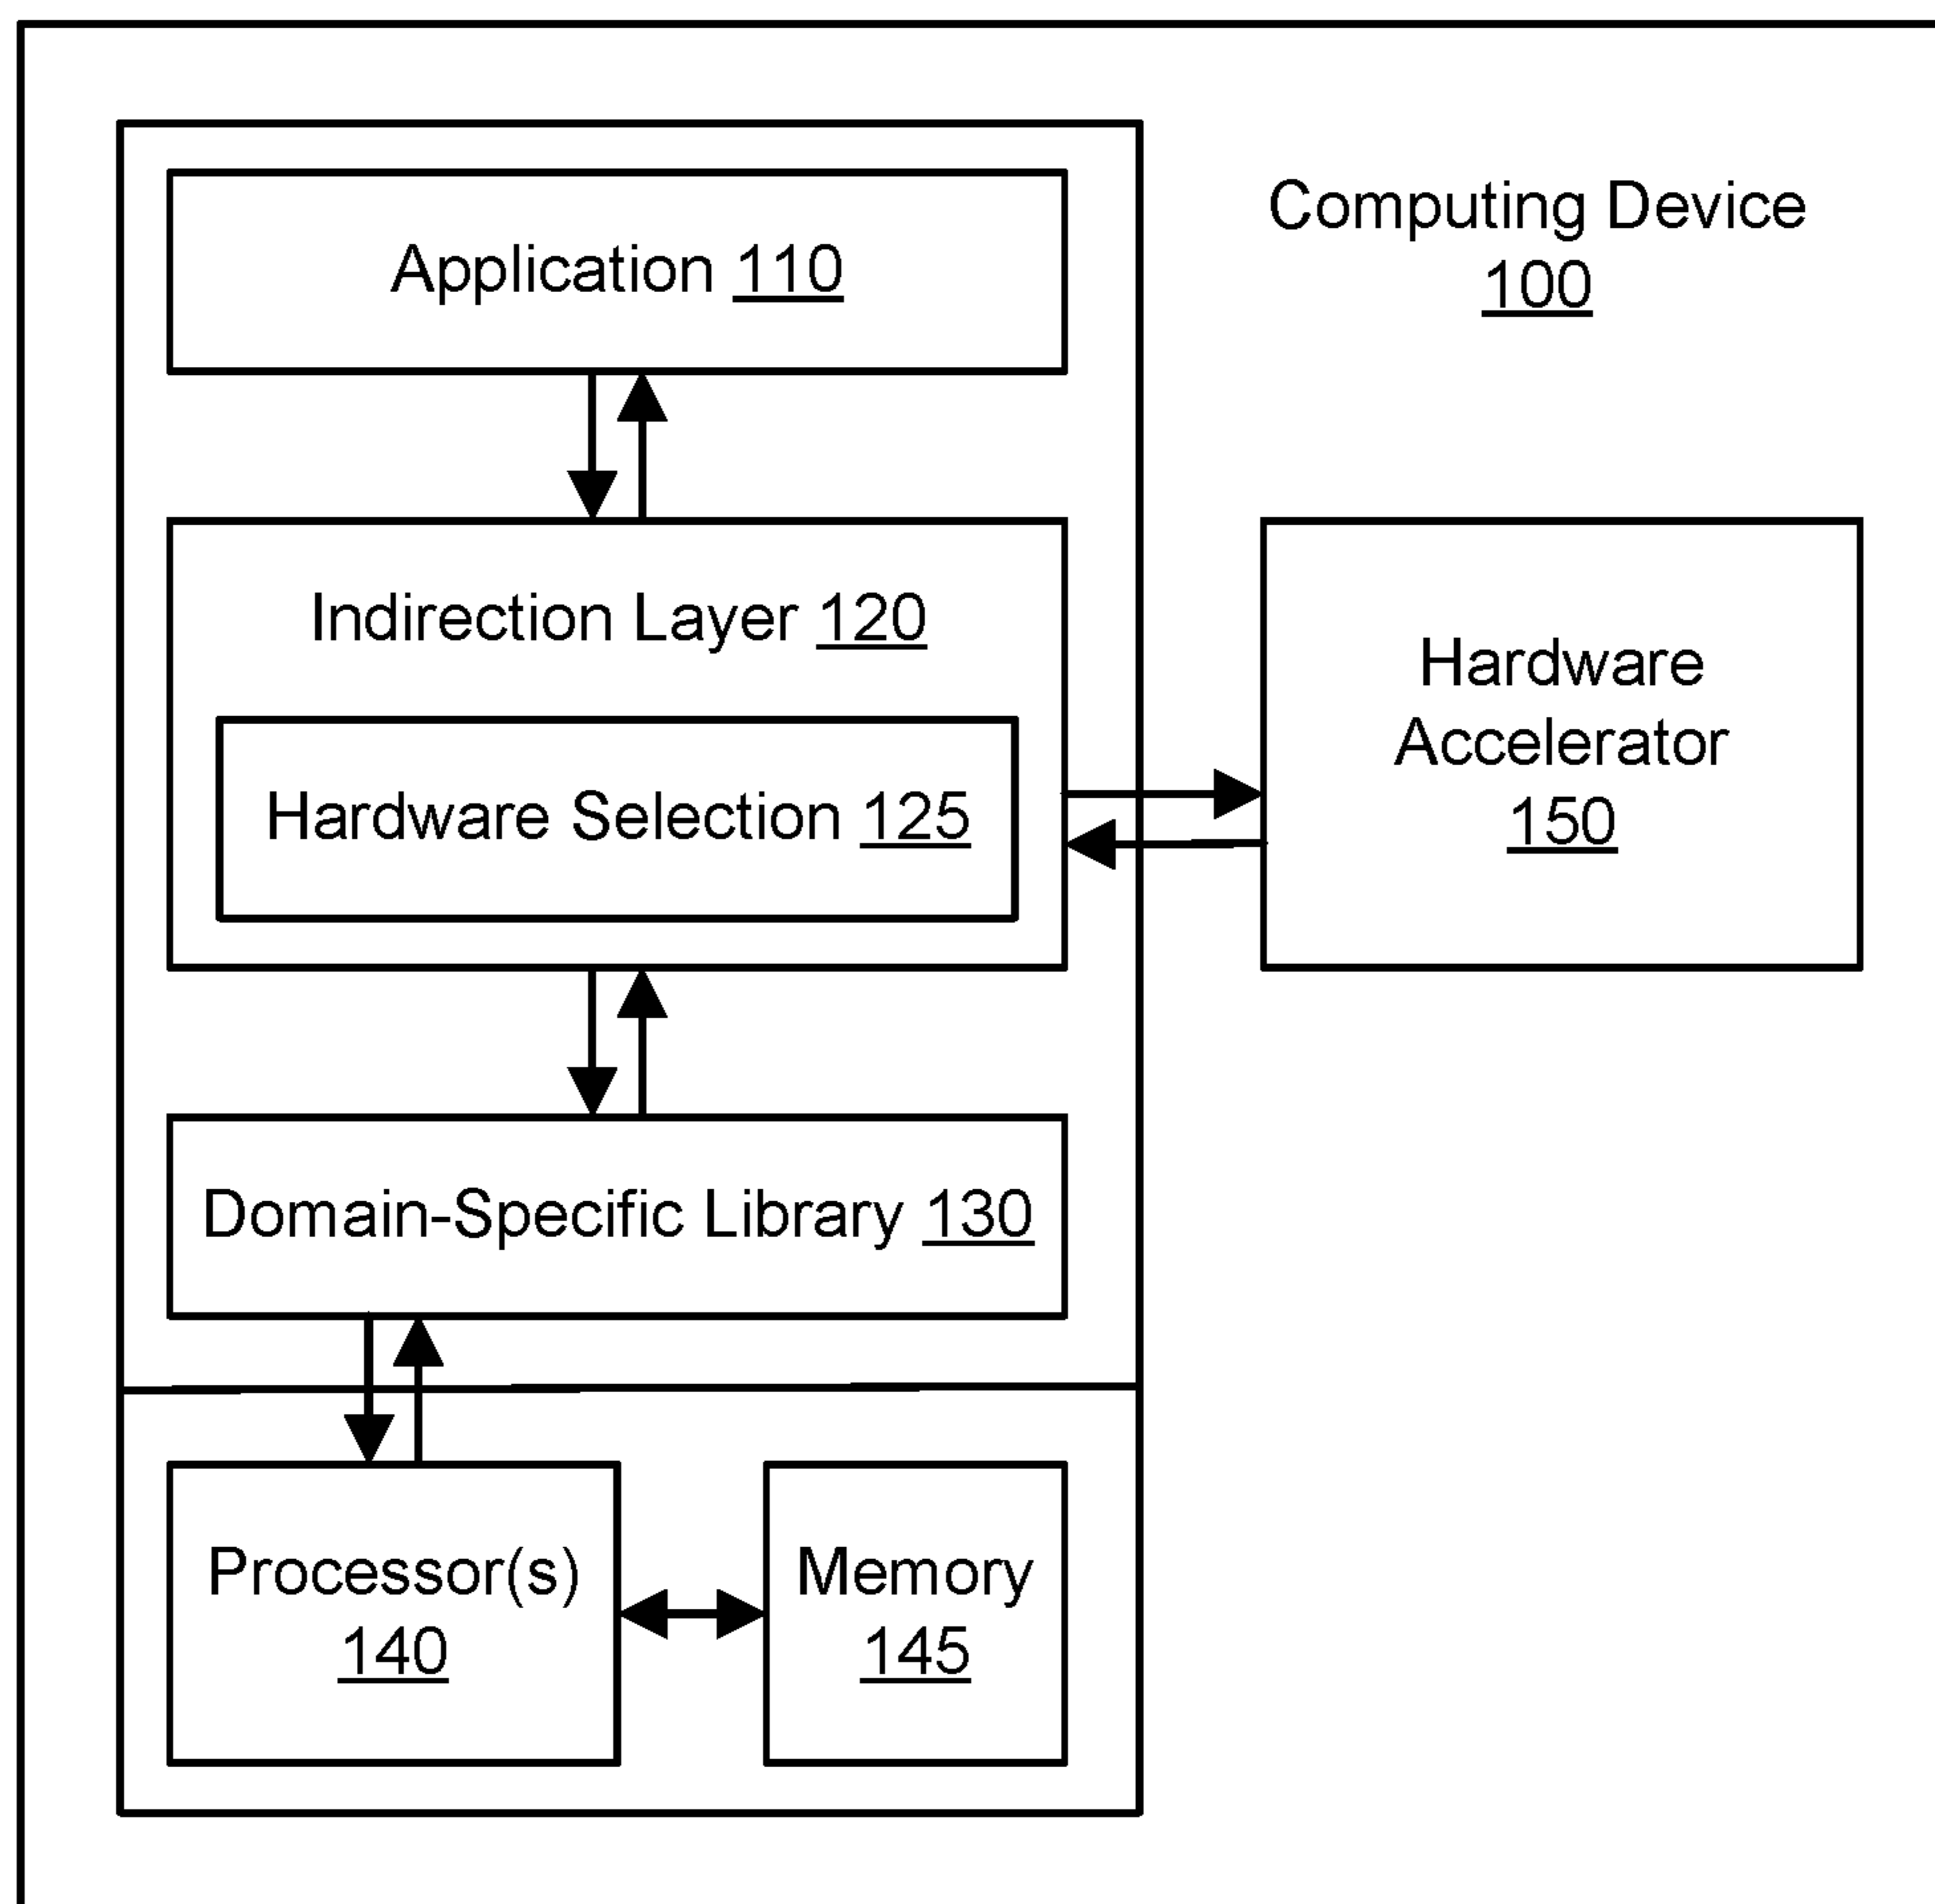 Computing Device
100
Application 110
Indirection Layer 120
Hardware Selection 125
Hardware
Accelerator
150
Domain-Specific Library 130
Processor(s)
140
Memory
145